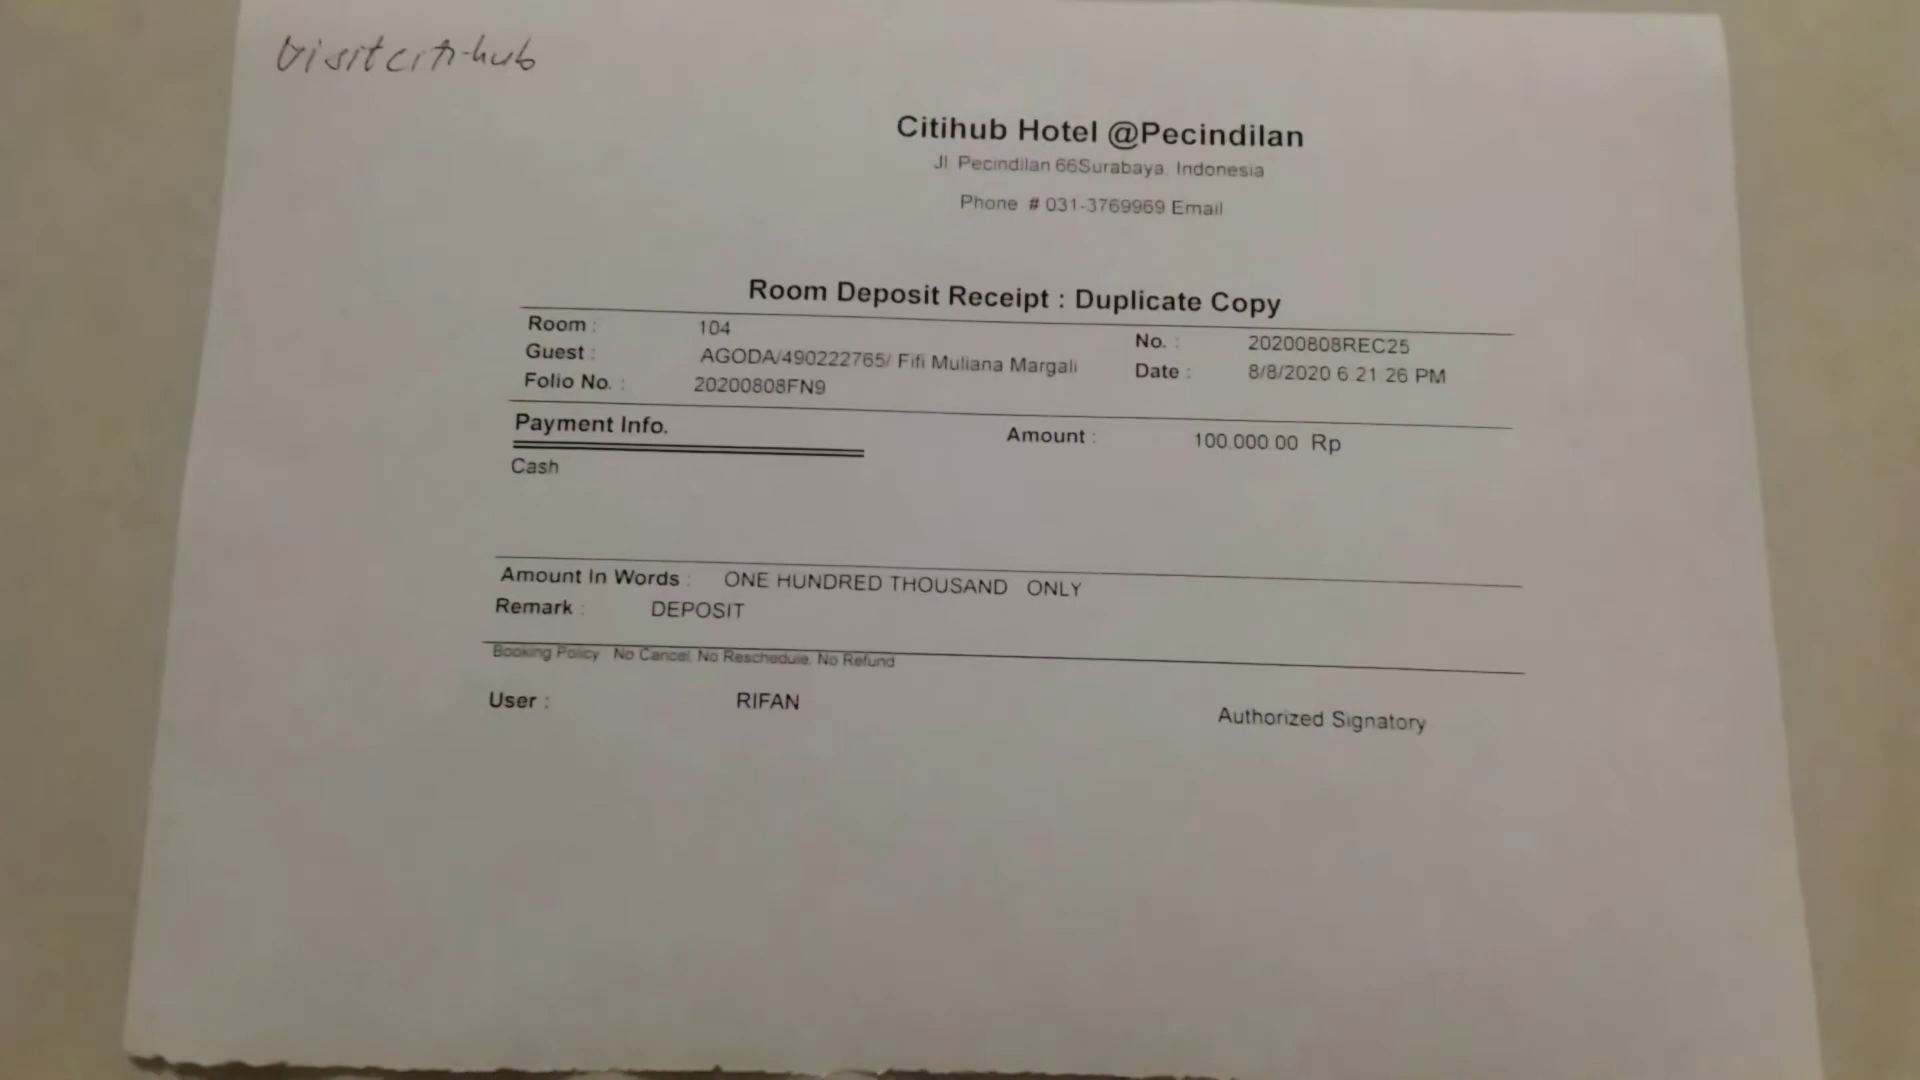 Visitciti-hub
Citihub Hotel @Pecindilan
Jl. Pecindilan 66Surabaya. Indonesia
Phone # 031-3769969 Email
Room Deposit Receipt : Duplicate Copy
Room : 104
No. : 20200808REC25
Guest : AGODA/490222765/ Fifi Muliana Margali
Date : 8/8/2020 6.21.26 PM
Folio No. : 20200808FN9
Payment Info.
Amount : 100.000.00 Rp
Cash
Amount In Words : ONE HUNDRED THOUSAND ONLY
Remark : DEPOSIT
Booking Policy No Cancel, No Reschedule, No Refund
User : RIFAN
Authorized Signatory